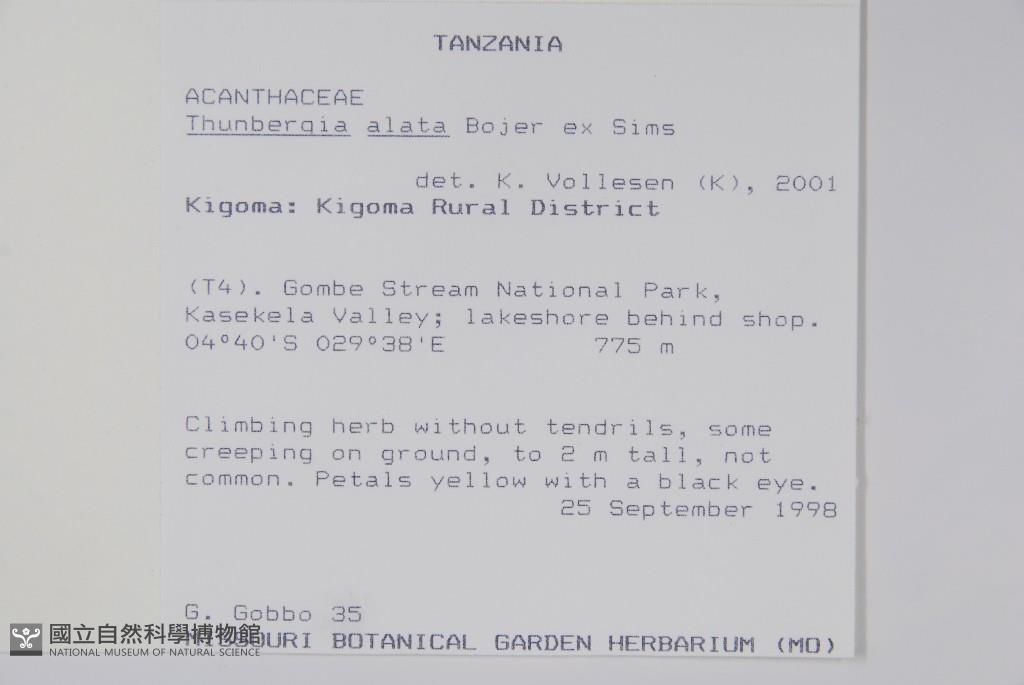 TANZANIA
ACANTHACEAE
Thunbergia alata Bojer ex Sims
det. K. Vollesen (K), 2001
Kigoma: Kigoma Rural District
(T4). Gombe Stream National Park,
Kasekela Valley; lakeshore behind shop.
04°40'S 029°38'E 775 m
Climbing herb without tendrils, some
creeping on ground, to 2 m tall, not
common. Petals yellow with a black eye.
25 September 1998
G. Gobbo 35
MISSOURI BOTANICAL GARDEN HERBARIUM (MO)
國立自然科學博物館
NATIONAL MUSEUM OF NATURAL SCIENCE